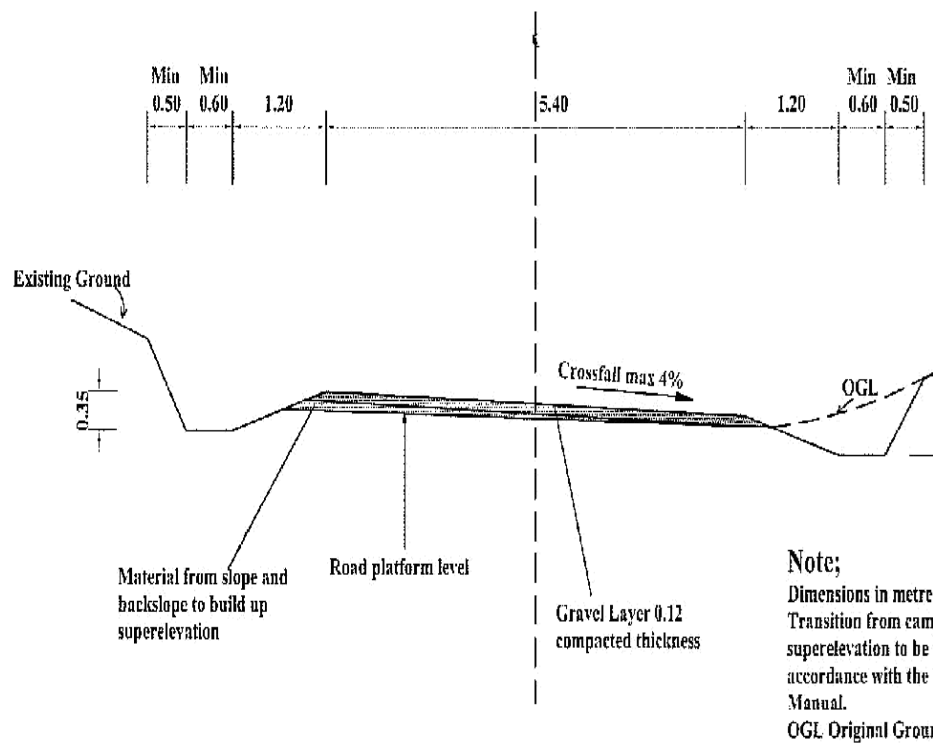 Min Min Min Min
0.50 0.60 1.20 5.40 1.20 0.60 0.50
Existing Ground
Crossfall max 4%
OGL
0.35
Material from slope and
backslope to build up
superelevation
Road platform level
Gravel Layer 0.12
compacted thickness
Note;
Dimensions in metre
Transition from cam
superelevation to be
accordance with the
Manual.
OGL Original Groun